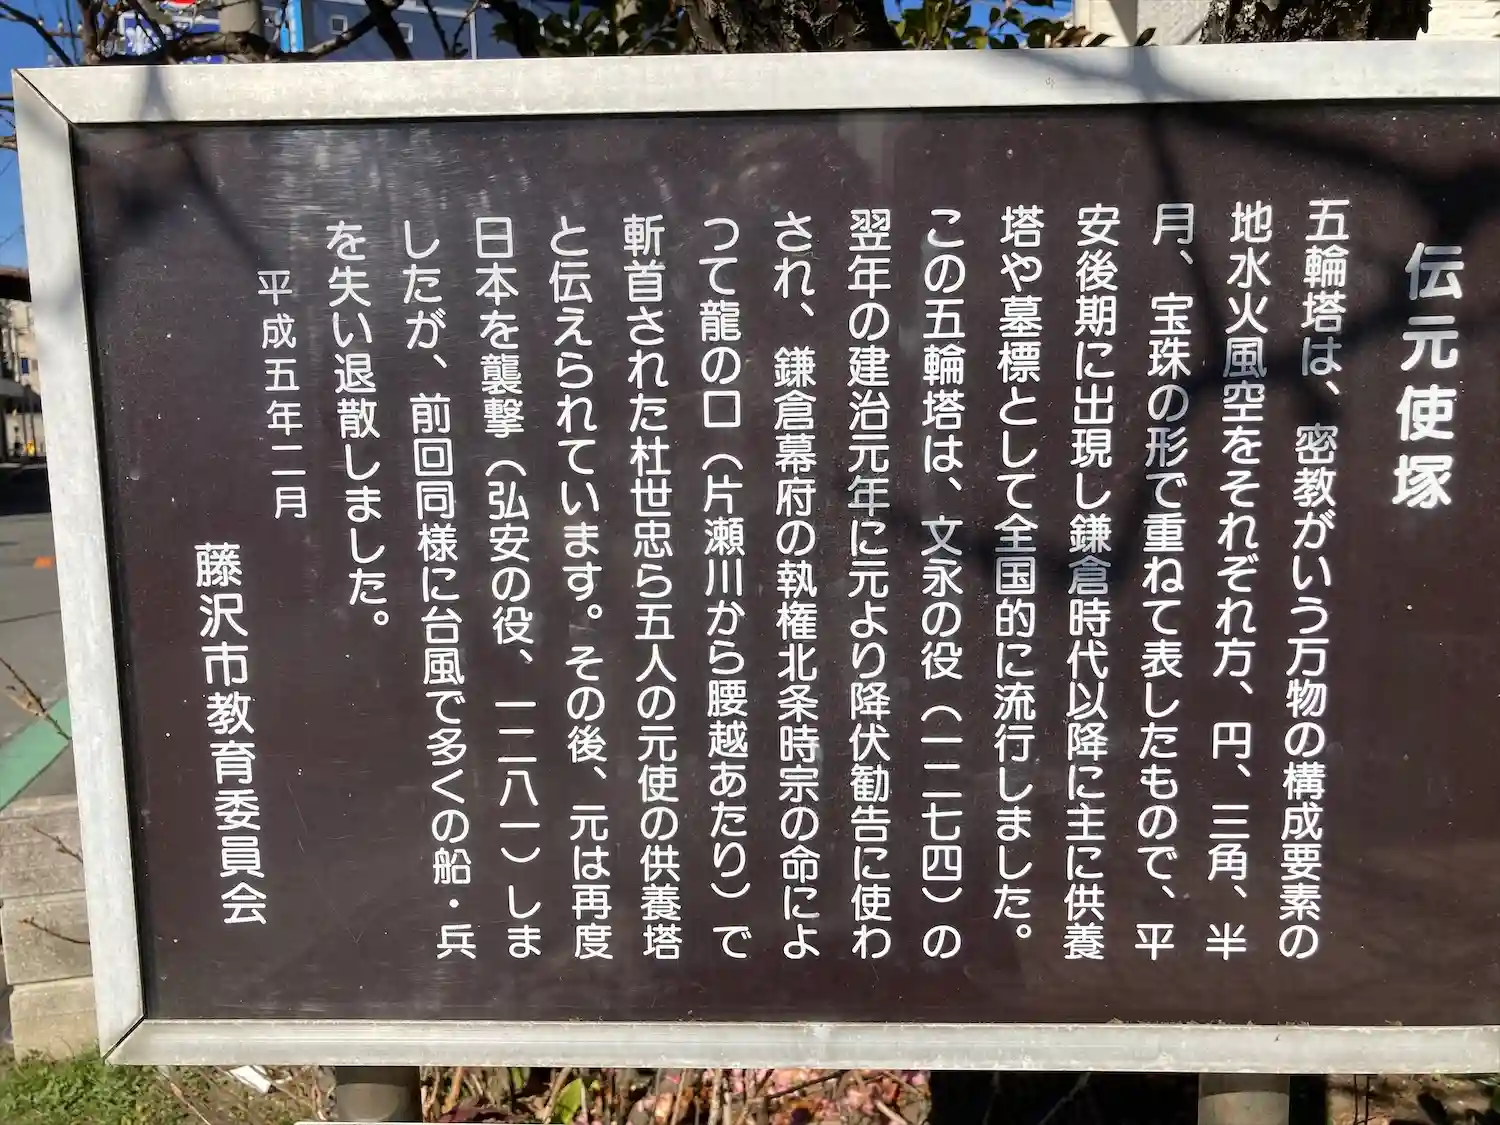 伝元使塚
五輪塔は、密教がいう万物の構成要素の
地水火風空をそれぞれ方、円、三角、半
月、宝珠の形で重ねて表したもので、平
安後期に出現し鎌倉時代以降に主に供養
塔や墓標として全国的に流行しました。
この五輪塔は、文永の役（一二七四）の
翌年の建治元年に元より降伏勧告に使わ
され、鎌倉幕府の執権北条時宗の命によ
って龍の口（片瀬川から腰越あたり）で
斬首された杜世忠ら五人の元使の供養塔
と伝えられています。その後、元は再度
日本を襲撃（弘安の役、一二八一）しま
したが、前回同様に台風で多くの船・兵
を失い退散しました。
平成五年二月
藤沢市教育委員会